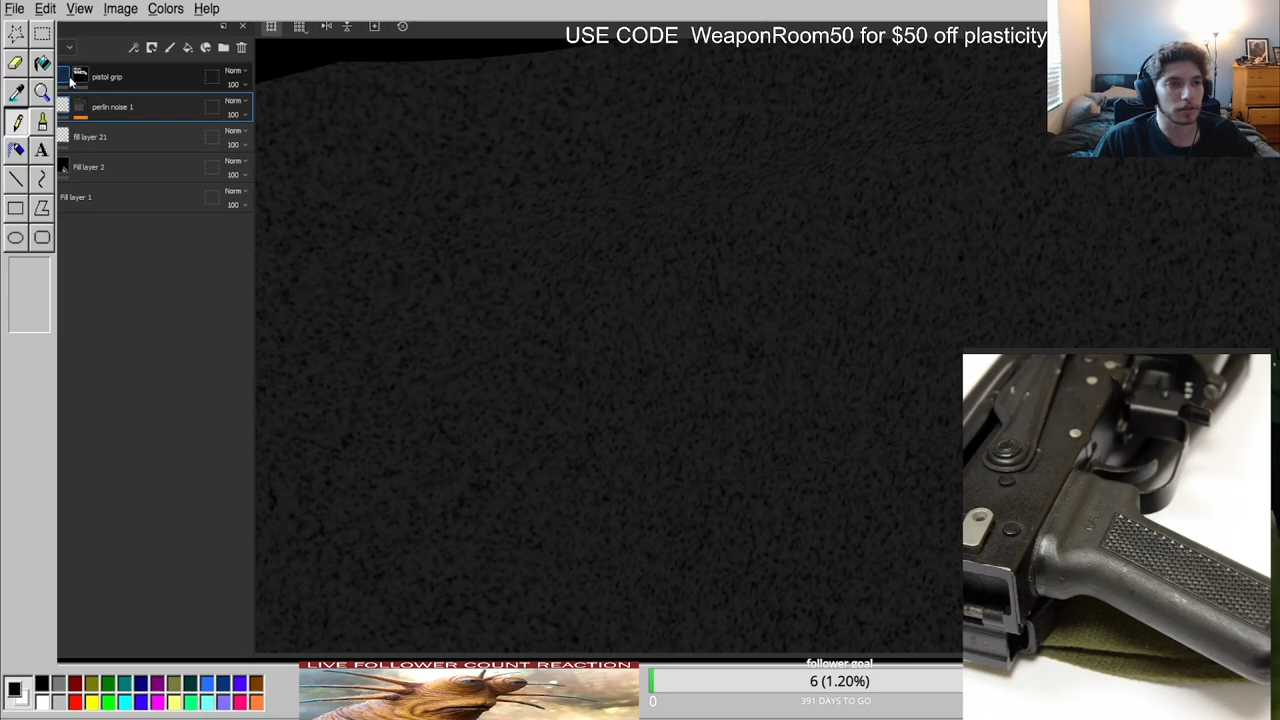 File Edit View Image Colors Help
USE CODE WeaponRoom50 for $50 off plasticity
pistol grip
Norm
100
perlin noise 1
Norm
100
fill layer 21
Norm
100
Fill layer 2
Norm
100
Fill layer 1
Norm
100
LIVE FOLLOWER COUNT REACTION
follower goal
6 (1.20%)
0
391 DAYS TO GO